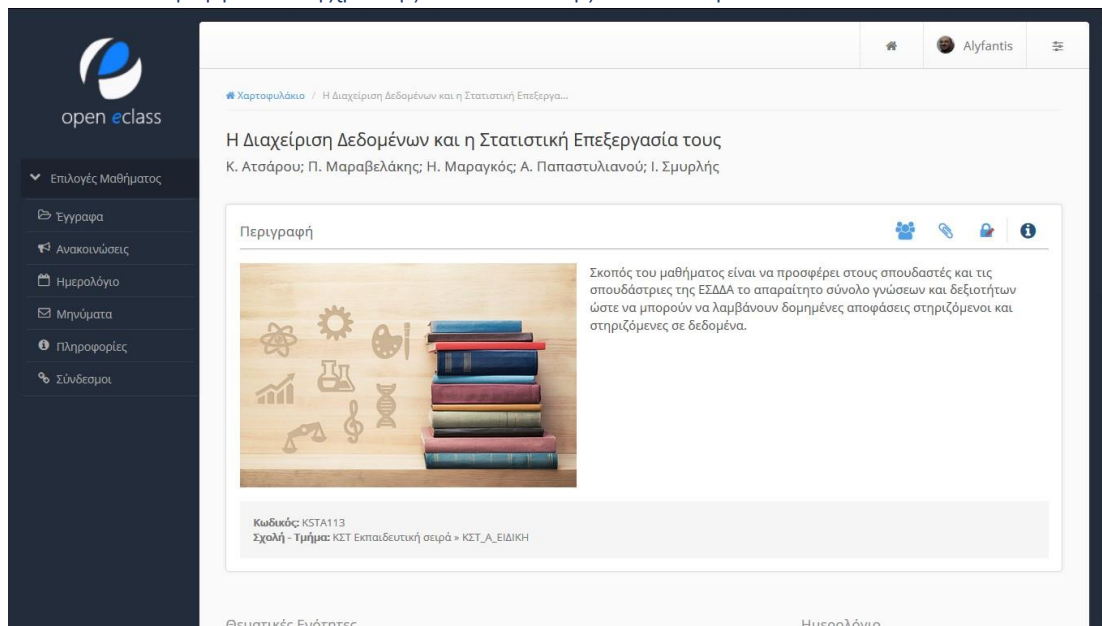 Alyfantis
open eclass
Χαρτοφυλάκιο / Η Διαχείριση Δεδομένων και η Στατιστική Επεξεργα...
Η Διαχείριση Δεδομένων και η Στατιστική Επεξεργασία τους
Κ. Ατσάρου; Π. Μαραβελάκης; Η. Μαραγκός; Α. Παπαστυλιανού; Ι. Σμυρλής
Επιλογές Μαθήματος
Έγγραφα
Ανακοινώσεις
Ημερολόγιο
Μηνύματα
Πληροφορίες
Σύνδεσμοι
Περιγραφή
Σκοπός του μαθήματος είναι να προσφέρει στους σπουδαστές και τις
σπουδάστριες της ΕΣΔΔΑ το απαραίτητο σύνολο γνώσεων και δεξιοτήτων
ώστε να μπορούν να λαμβάνουν δομημένες αποφάσεις στηριζόμενοι και
στηριζόμενες σε δεδομένα.
Κωδικός: KSTA113
Σχολή - Τμήμα: ΚΣΤ Εκπαιδευτική σειρά » ΚΣΤ_Α_ΕΙΔΙΚΗ
Θεματικές Ενότητες
Ημερολόγιο